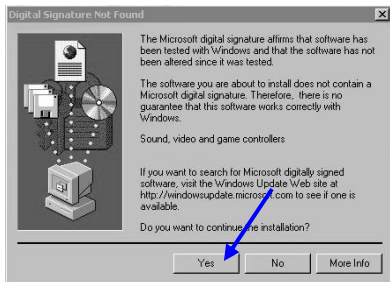 Digital Signature Not Found
The Microsoft digital signature affirms that software has
been tested with Windows and that the software has not
been altered since it was tested.
The software you are about to install does not contain a
Microsoft digital signature. Therefore, there is no
guarantee that this software works correctly with
Windows.
Sound, video and game controllers
If you want to search for Microsoft digitally signed
software, visit the Windows Update Web site at
http://windowsupdate.microsoft.com to see if one is
available.
Do you want to continue the installation?
Yes No More Info